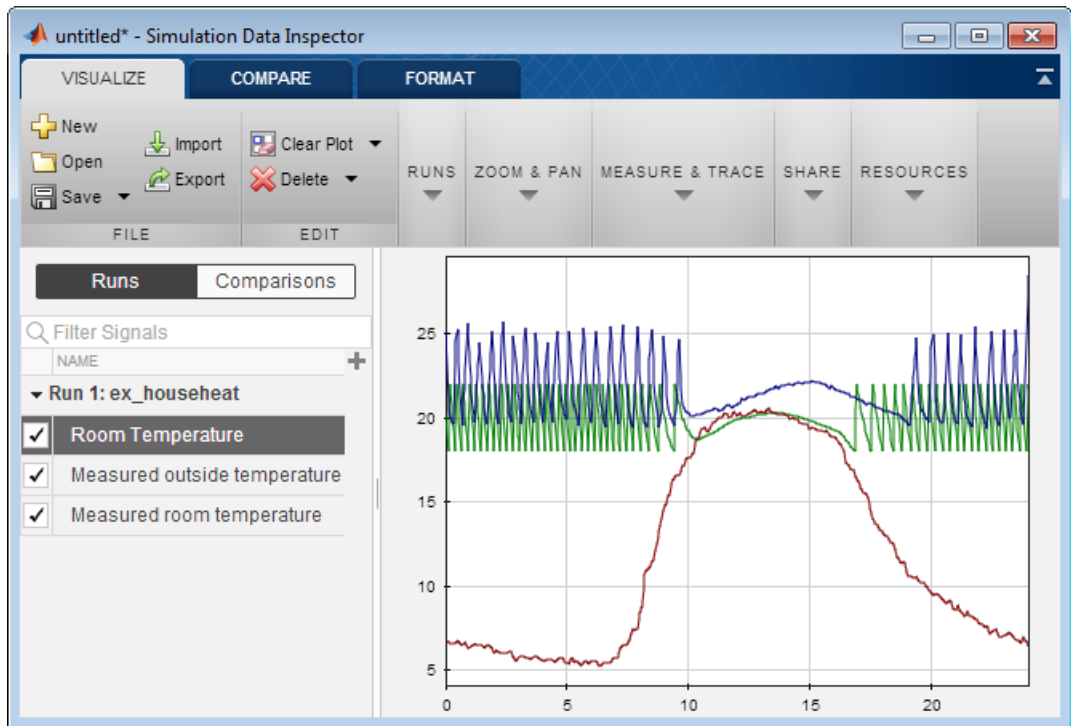 untitled* - Simulation Data Inspector
VISUALIZE COMPARE FORMAT
New
Open
Save
Import
Export
FILE
Clear Plot
Delete
EDIT
RUNS ZOOM & PAN MEASURE & TRACE SHARE RESOURCES
Runs Comparisons
Filter Signals
NAME
Run 1: ex_househeat
Room Temperature
Measured outside temperature
Measured room temperature
25
20
15
10
5
0 5 10 15 20